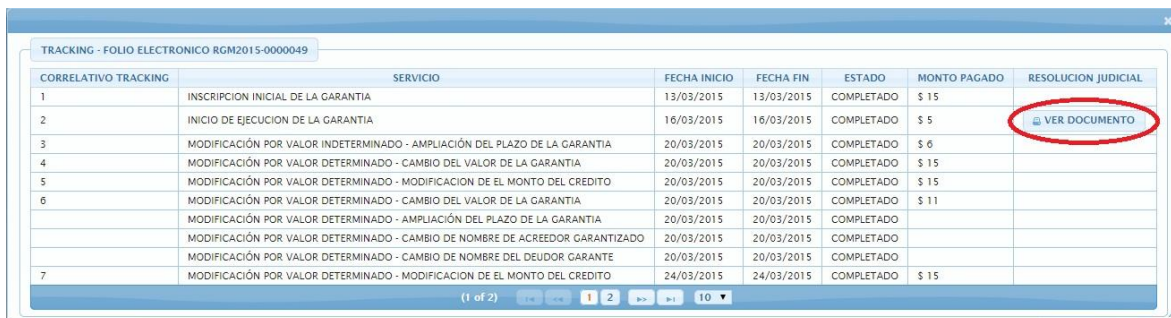 TRACKING - FOLIO ELECTRONICO RGM2015-0000049
CORRELATIVO TRACKING SERVICIO FECHA INICIO FECHA FIN ESTADO MONTO PAGADO RESOLUCION JUDICIAL
1 INSCRIPCION INICIAL DE LA GARANTIA 13/03/2015 13/03/2015 COMPLETADO $ 15
2 INICIO DE EJECUCION DE LA GARANTIA 16/03/2015 16/03/2015 COMPLETADO $ 5 VER DOCUMENTO
3 MODIFICACIÓN POR VALOR INDETERMINADO - AMPLIACIÓN DEL PLAZO DE LA GARANTIA 20/03/2015 20/03/2015 COMPLETADO $ 6
4 MODIFICACIÓN POR VALOR DETERMINADO - CAMBIO DEL VALOR DE LA GARANTIA 20/03/2015 20/03/2015 COMPLETADO $ 15
5 MODIFICACIÓN POR VALOR DETERMINADO - MODIFICACION DE EL MONTO DEL CREDITO 20/03/2015 20/03/2015 COMPLETADO $ 15
6 MODIFICACIÓN POR VALOR DETERMINADO - CAMBIO DEL VALOR DE LA GARANTIA 20/03/2015 20/03/2015 COMPLETADO $ 11
MODIFICACIÓN POR VALOR DETERMINADO - AMPLIACIÓN DEL PLAZO DE LA GARANTIA 20/03/2015 20/03/2015 COMPLETADO
MODIFICACIÓN POR VALOR DETERMINADO - CAMBIO DE NOMBRE DE ACREEDOR GARANTIZADO 20/03/2015 20/03/2015 COMPLETADO
MODIFICACIÓN POR VALOR DETERMINADO - CAMBIO DE NOMBRE DEL DEUDOR GARANTE 20/03/2015 20/03/2015 COMPLETADO
7 MODIFICACIÓN POR VALOR DETERMINADO - MODIFICACION DE EL MONTO DEL CREDITO 24/03/2015 24/03/2015 COMPLETADO $ 15
(1 of 2) 1 2 10